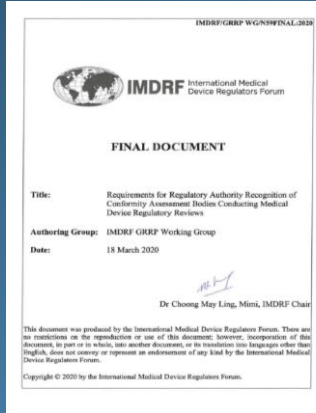 IMDRF/GRRP WG/N59FINAL:2020
IMDRF International Medical
Device Regulators Forum
FINAL DOCUMENT
Title: Requirements for Regulatory Authority Recognition of
Conformity Assessment Bodies Conducting Medical
Device Regulatory Reviews
Authoring Group: IMDRF GRRP Working Group
Date: 18 March 2020
Dr Choong May Ling, Mimi, IMDRF Chair
This document was produced by the International Medical Device Regulators Forum. There are
no restrictions on the reproduction or use of this document; however, incorporation of this
document, in part or in whole, into another document, or its translation into languages other than
English, does not convey or represent an endorsement of any kind by the International Medical
Device Regulators Forum.
Copyright © 2020 by the International Medical Device Regulators Forum.